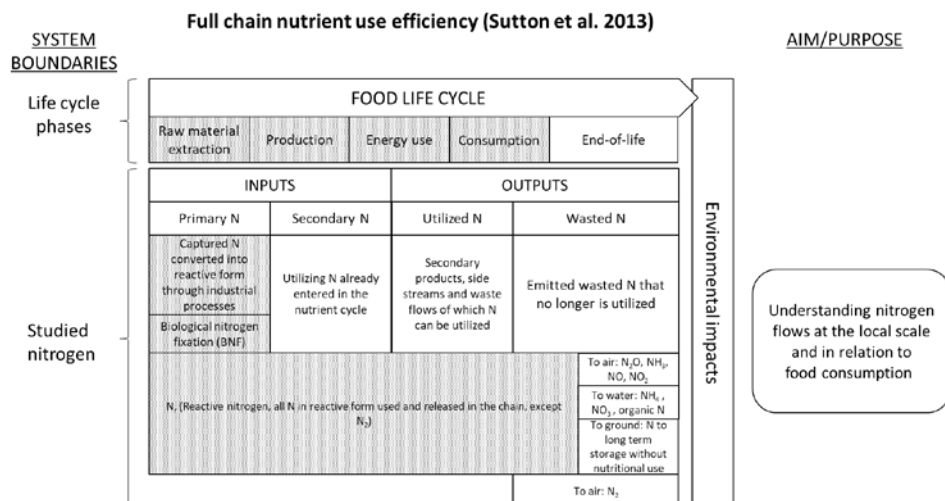 Full chain nutrient use efficiency (Sutton et al. 2013)
SYSTEM
BOUNDARIES
AIM/PURPOSE
Life cycle
phases
FOOD LIFE CYCLE
Raw material
extraction
Production
Energy use
Consumption
End-of-life
Studied
nitrogen
INPUTS
OUTPUTS
Primary N
Secondary N
Utilized N
Wasted N
Captured N
converted into
reactive form
through industrial
processes
Biological nitrogen
fixation (BNF)
Utilizing N already
entered in the
nutrient cycle
Secondary
products, side
streams and waste
flows of which N
can be utilized
Emitted wasted N that
no longer is utilized
Nr (Reactive nitrogen, all N in reactive form used and released in the chain, except
N₂)
To air: N₂O, NH₃,
NO, NO₂
To water: NH₄ ,
NO₃ , organic N
To ground: N to
long term
storage without
nutritional use
To air: N₂
Environmental impacts
Understanding nitrogen
flows at the local scale
and in relation to
food consumption